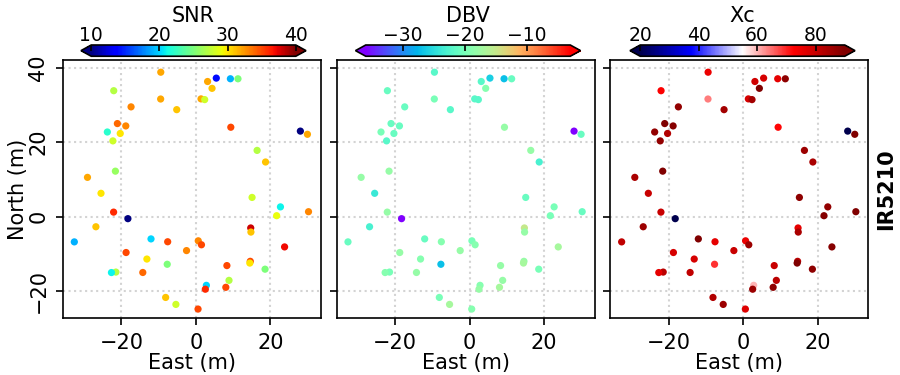 SNR
DBV
Xc
10 20 30 40
−30 −20 −10
20 40 60 80
40
20
0
−20
North (m)
−20 0 20
−20 0 20
−20 0 20
East (m)
East (m)
East (m)
IR5210